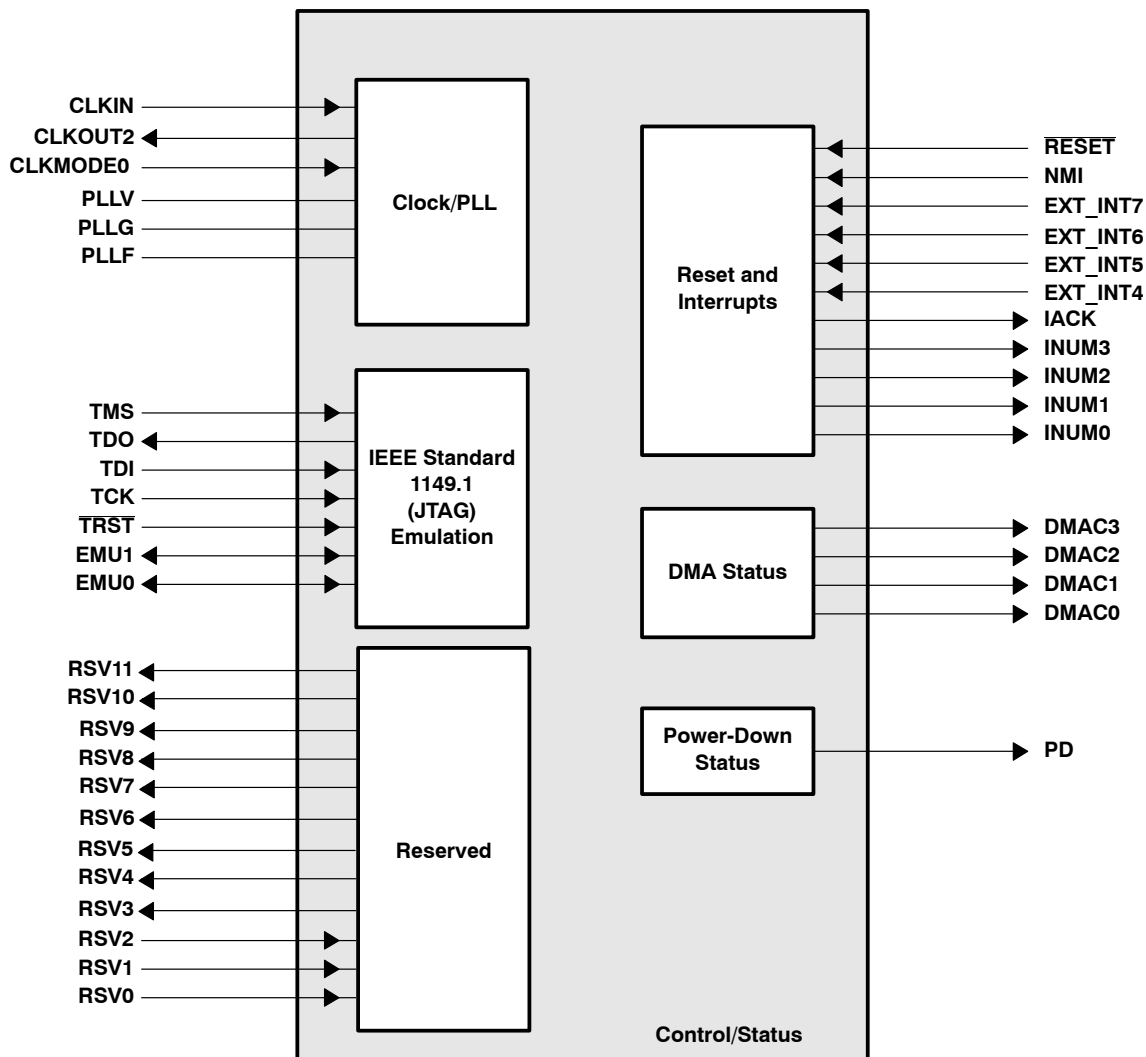 CLKIN
CLKOUT2
CLKMODE0
PLLV
PLLG
PLLF
Clock/PLL
TMS
TDO
TDI
TCK
TRST
EMU1
EMU0
IEEE Standard
1149.1
(JTAG)
Emulation
RSV11
RSV10
RSV9
RSV8
RSV7
RSV6
RSV5
RSV4
RSV3
RSV2
RSV1
RSV0
Reserved
Reset and
Interrupts
RESET
NMI
EXT_INT7
EXT_INT6
EXT_INT5
EXT_INT4
IACK
INUM3
INUM2
INUM1
INUM0
DMA Status
DMAC3
DMAC2
DMAC1
DMAC0
Power-Down
Status
PD
Control/Status